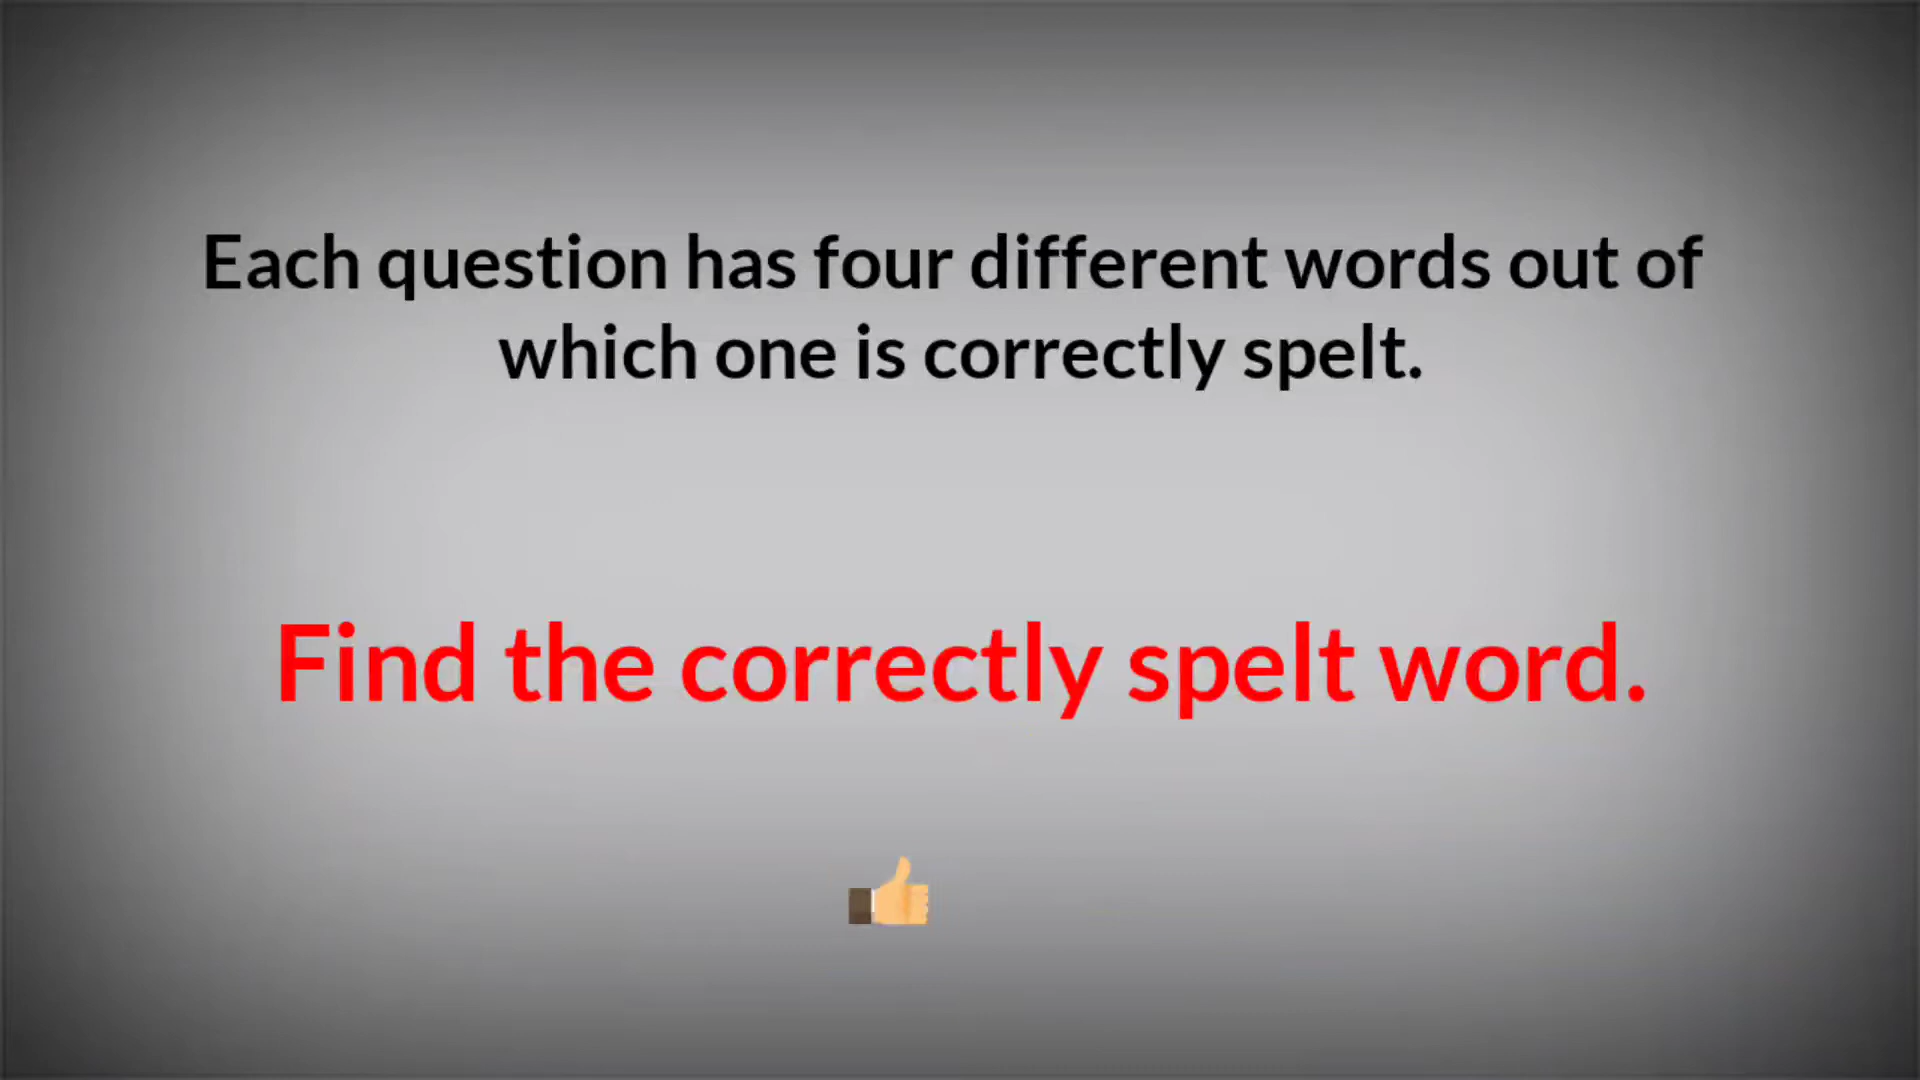 Each question has four different words out of
which one is correctly spelt.
Find the correctly spelt word.